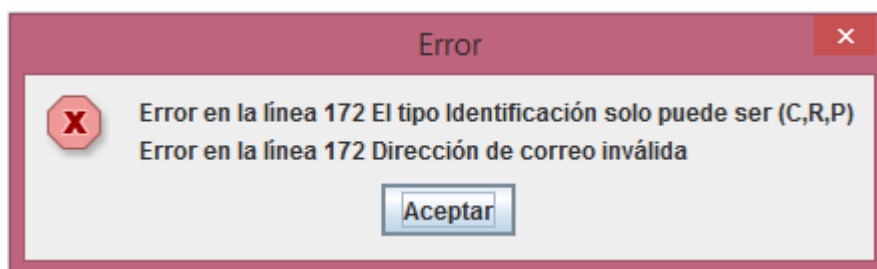 Error
Error en la línea 172 El tipo Identificación solo puede ser (C,R,P)
Error en la línea 172 Dirección de correo inválida
Aceptar